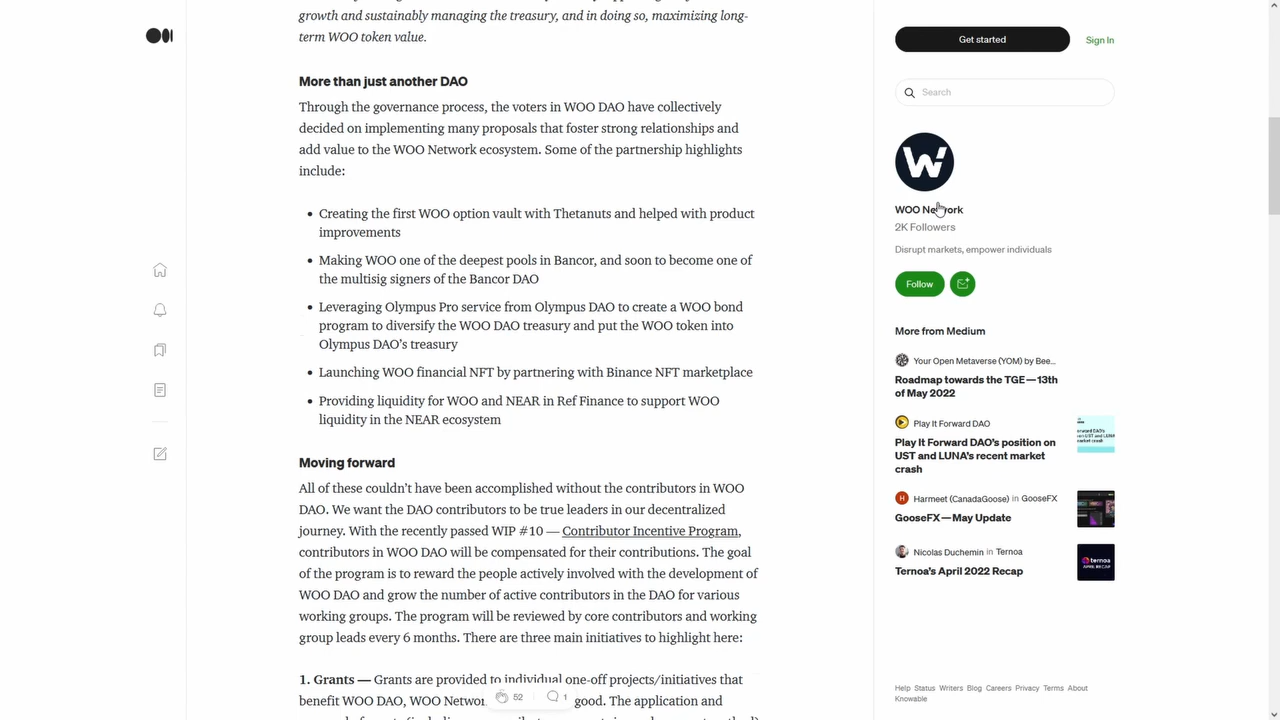 growth and sustainably managing the treasury, and in doing so, maximizing long-
term WOO token value.
More than just another DAO
Through the governance process, the voters in WOO DAO have collectively
decided on implementing many proposals that foster strong relationships and
add value to the WOO Network ecosystem. Some of the partnership highlights
include:
• Creating the first WOO option vault with Thetanuts and helped with product
improvements
• Making WOO one of the deepest pools in Bancor, and soon to become one of
the multisig signers of the Bancor DAO
• Leveraging Olympus Pro service from Olympus DAO to create a WOO bond
program to diversify the WOO DAO treasury and put the WOO token into
Olympus DAO’s treasury
• Launching WOO financial NFT by partnering with Binance NFT marketplace
• Providing liquidity for WOO and NEAR in Ref Finance to support WOO
liquidity in the NEAR ecosystem
Moving forward
All of these couldn’t have been accomplished without the contributors in WOO
DAO. We want the DAO contributors to be true leaders in our decentralized
journey. With the recently passed WIP #10 — Contributor Incentive Program,
contributors in WOO DAO will be compensated for their contributions. The goal
of the program is to reward the people actively involved with the development of
WOO DAO and grow the number of active contributors in the DAO for various
working groups. The program will be reviewed by core contributors and working
group leads every 6 months. There are three main initiatives to highlight here:
1. Grants — Grants are provided to individual one-off projects/initiatives that
benefit WOO DAO, WOO Networ good. The application and
52
1
Get started
Sign In
Search
W
WOO Network
2K Followers
Disrupt markets, empower individuals
Follow
More from Medium
Your Open Metaverse (YOM) by Bee...
Roadmap towards the TGE — 13th
of May 2022
Play It Forward DAO
Play It Forward DAO’s position on
UST and LUNA’s recent market
crash
H
Harmeet (CanadaGoose) in GooseFX
GooseFX — May Update
Nicolas Duchemin in Ternoa
Ternoa’s April 2022 Recap
ternoa
APRIL RECAP
Help Status Writers Blog Careers Privacy Terms About
Knowable